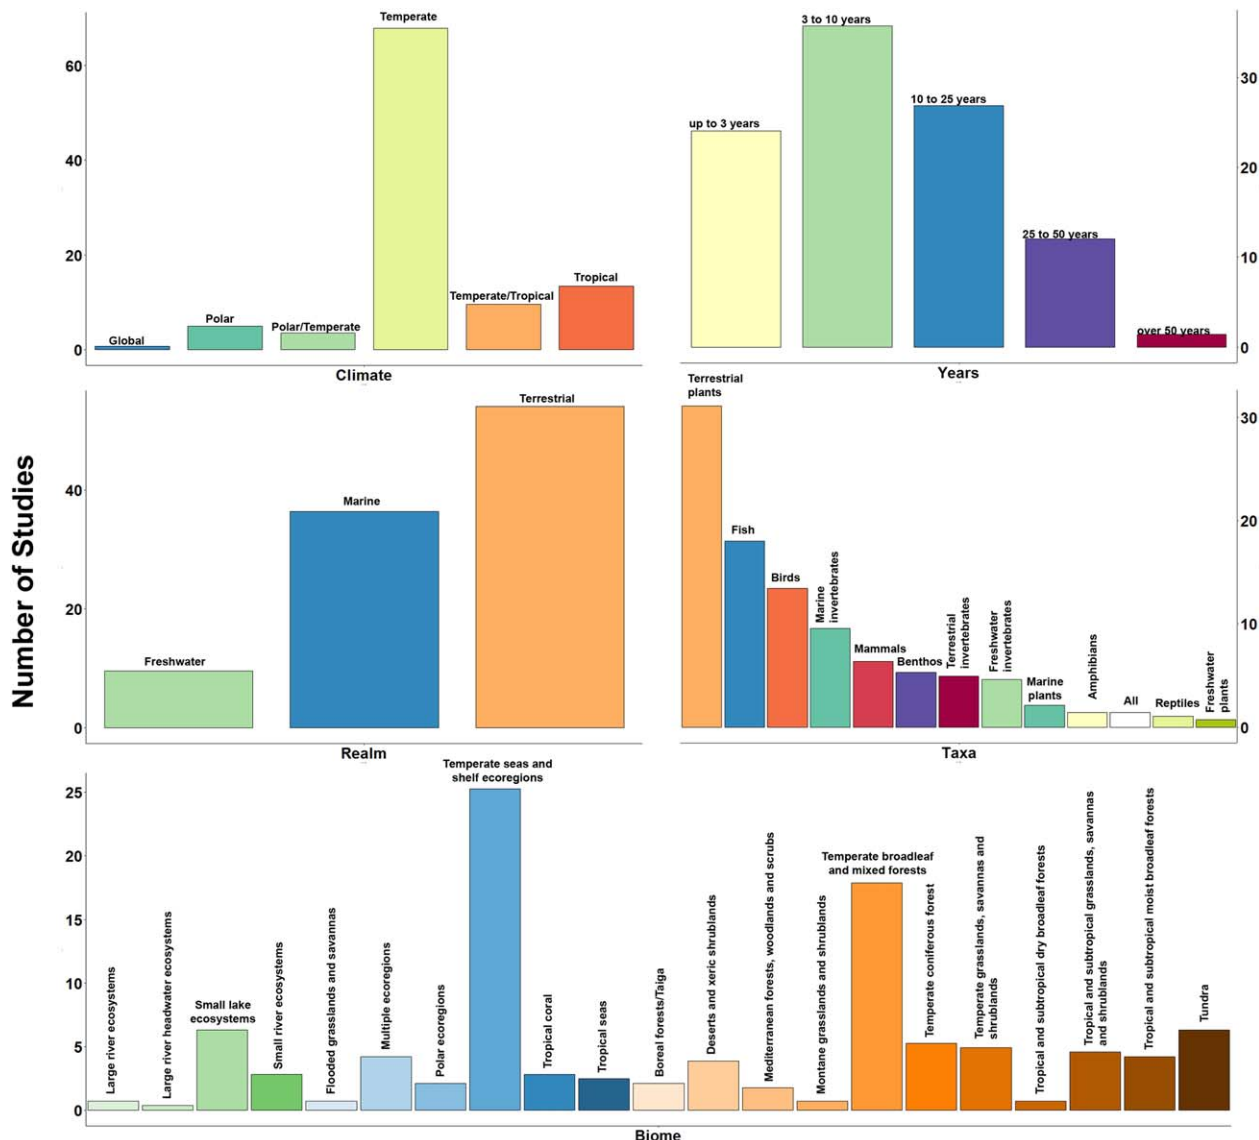 Number of Studies
60
40
20
0
Global
Polar
Polar/Temperate
Temperate
Temperate/Tropical
Tropical
Climate
up to 3 years
3 to 10 years
10 to 25 years
25 to 50 years
over 50 years
30
20
10
0
Years
40
20
0
Freshwater
Marine
Terrestrial
Realm
Terrestrial
plants
Fish
Birds
Marine
invertebrates
Mammals
Benthos
Terrestrial
invertebrates
Freshwater
invertebrates
Marine
plants
Amphibians
All
Reptiles
Freshwater
plants
30
20
10
0
Taxa
25
20
15
10
5
0
Large river ecosystems
Large river headwater ecosystems
Small lake
ecosystems
Small river ecosystems
Flooded grasslands and savannas
Multiple ecoregions
Polar ecoregions
Temperate seas and
shelf ecoregions
Tropical coral
Tropical seas
Boreal forests/Taiga
Deserts and xeric shrublands
Mediterranean forests, woodlands and scrubs
Montane grasslands and shrublands
Temperate broadleaf
and mixed forests
Temperate coniferous forest
Temperate grasslands, savannas and
shrublands
Tropical and subtropical dry broadleaf forests
Tropical and subtropical grasslands, savannas
and shrublands
Tropical and subtropical moist broadleaf forests
Tundra
Biome